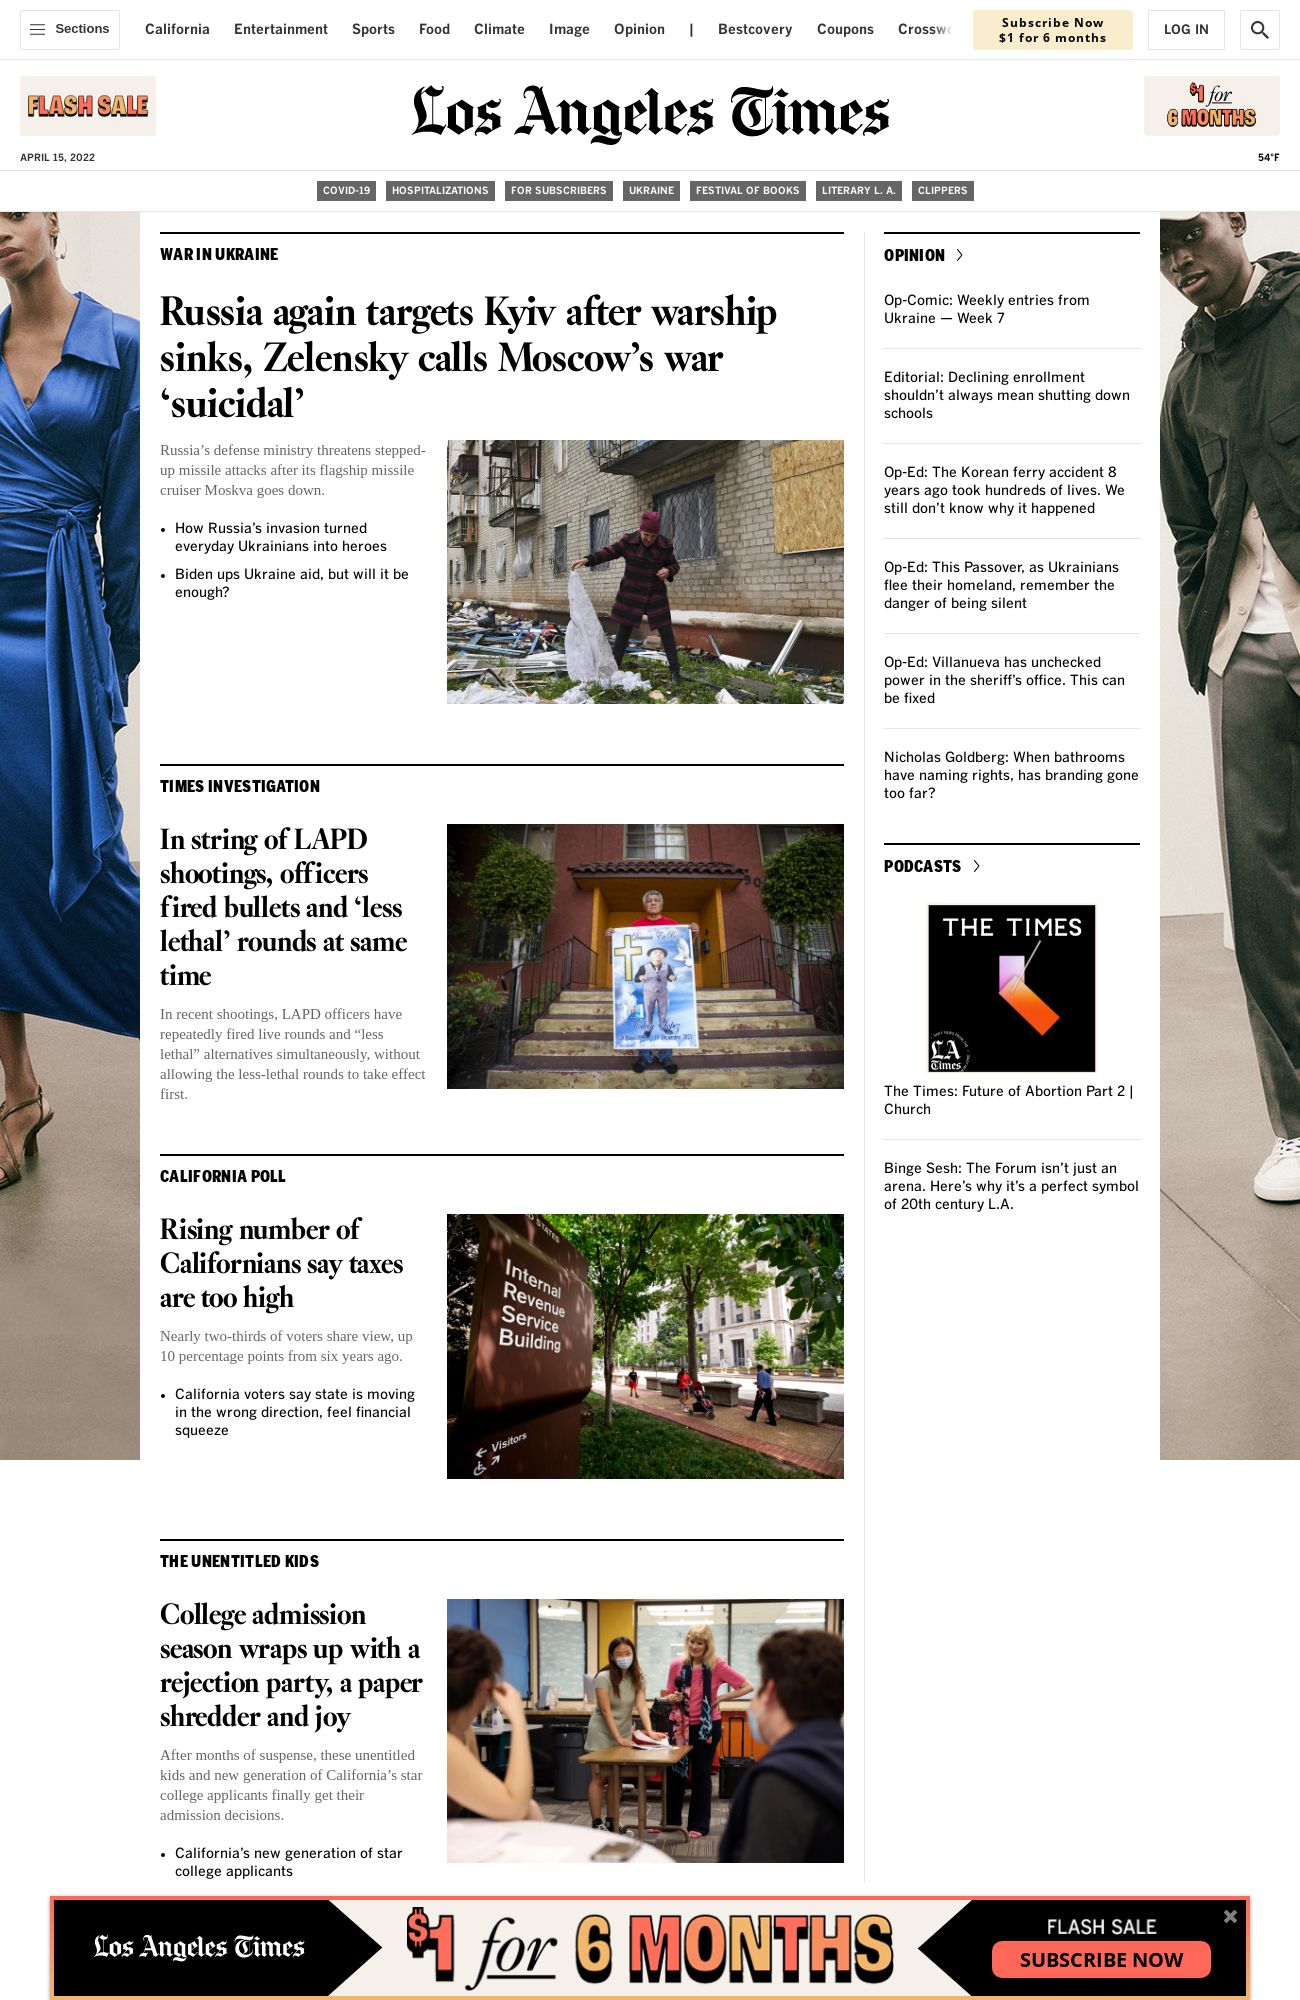 Sections
California
Entertainment
Sports
Food
Climate
Image
Opinion
|
Bestcovery
Coupons
Subscribe Now
$1 for 6 months
LOG IN
FLASH SALE
Los Angeles Times
$1 for
6 MONTHS
APRIL 15, 2022
54°F
COVID-19
HOSPITALIZATIONS
FOR SUBSCRIBERS
UKRAINE
FESTIVAL OF BOOKS
LITERARY L. A.
CLIPPERS
WAR IN UKRAINE
Russia again targets Kyiv after warship
sinks, Zelensky calls Moscow’s war
‘suicidal’
Russia’s defense ministry threatens stepped-
up missile attacks after its flagship missile
cruiser Moskva goes down.
How Russia’s invasion turned
everyday Ukrainians into heroes
Biden ups Ukraine aid, but will it be
enough?
TIMES INVESTIGATION
In string of LAPD
shootings, officers
fired bullets and ‘less
lethal’ rounds at same
time
In recent shootings, LAPD officers have
repeatedly fired live rounds and “less
lethal” alternatives simultaneously, without
allowing the less-lethal rounds to take effect
first.
CALIFORNIA POLL
Rising number of
Californians say taxes
are too high
Nearly two-thirds of voters share view, up
10 percentage points from six years ago.
California voters say state is moving
in the wrong direction, feel financial
squeeze
Internal
Revenue
Service
Building
Visitors
THE UNENTITLED KIDS
College admission
season wraps up with a
rejection party, a paper
shredder and joy
After months of suspense, these unentitled
kids and new generation of California’s star
college applicants finally get their
admission decisions.
California’s new generation of star
college applicants
OPINION
Op-Comic: Weekly entries from
Ukraine — Week 7
Editorial: Declining enrollment
shouldn’t always mean shutting down
schools
Op-Ed: The Korean ferry accident 8
years ago took hundreds of lives. We
still don’t know why it happened
Op-Ed: This Passover, as Ukrainians
flee their homeland, remember the
danger of being silent
Op-Ed: Villanueva has unchecked
power in the sheriff’s office. This can
be fixed
Nicholas Goldberg: When bathrooms
have naming rights, has branding gone
too far?
PODCASTS
THE TIMES
LA
Times
The Times: Future of Abortion Part 2 |
Church
Binge Sesh: The Forum isn’t just an
arena. Here’s why it’s a perfect symbol
of 20th century L.A.
Los Angeles Times
$1 for 6 MONTHS
FLASH SALE
SUBSCRIBE NOW